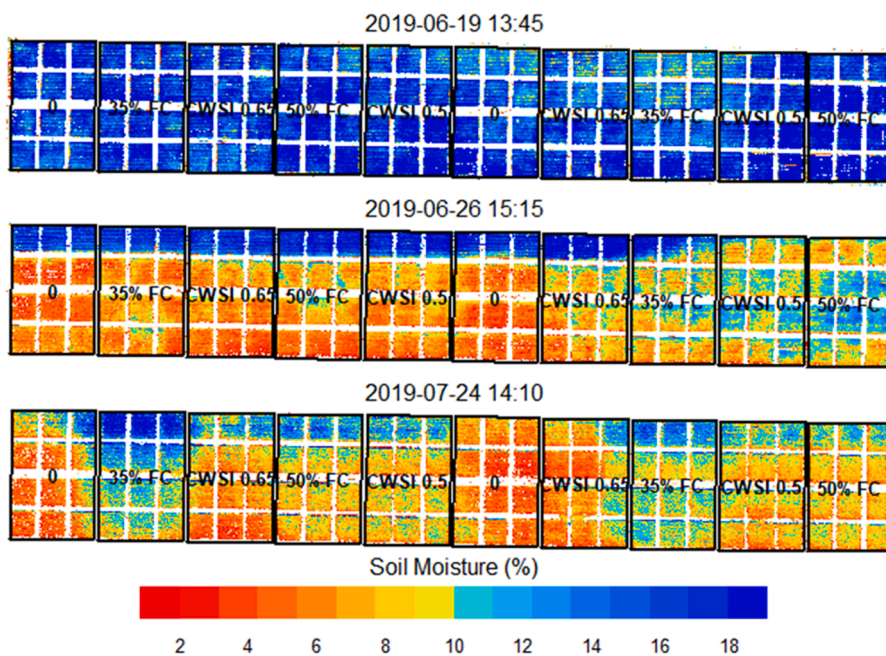 2019-06-19 13:45
0 35% FC CWSI 0.65 50% FC CWSI 0.5 0 CWSI 0.65 35% FC CWSI 0.5 50% FC
2019-06-26 15:15
0 35% FC CWSI 0.65 50% FC CWSI 0.5 0 CWSI 0.65 35% FC CWSI 0.5 50% FC
2019-07-24 14:10
0 35% FC CWSI 0.65 50% FC CWSI 0.5 0 CWSI 0.65 35% FC CWSI 0.5 50% FC
Soil Moisture (%)
2 4 6 8 10 12 14 16 18